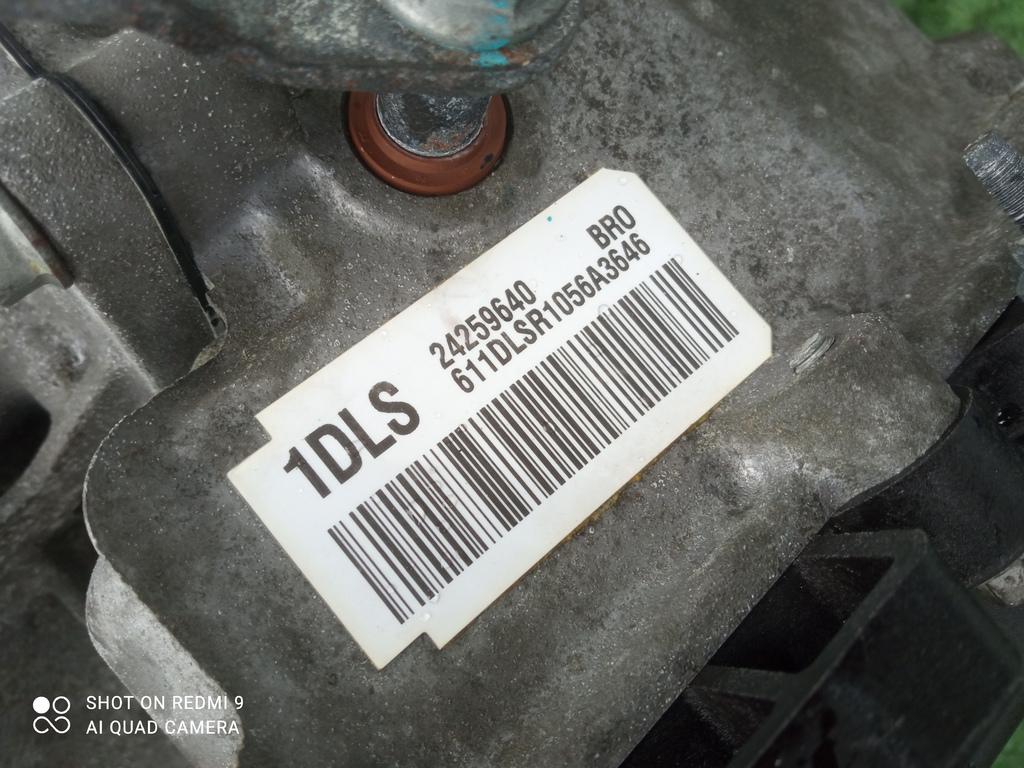 BRO
24259640
611DLSR1056A3646
1DLS
SHOT ON REDMI 9
AI QUAD CAMERA